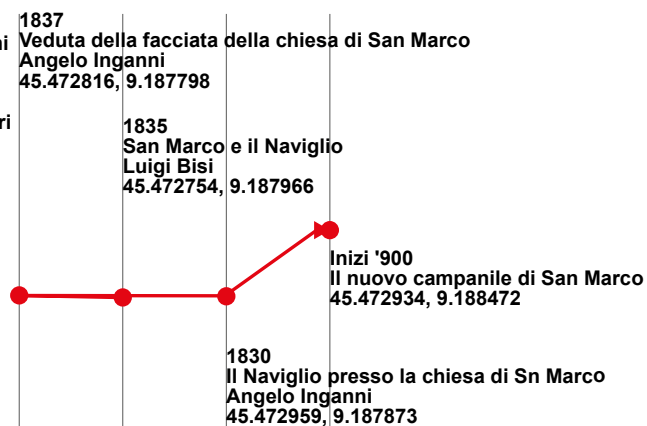 1837
ni Veduta della facciata della chiesa di San Marco
Angelo Inganni
45.472816, 9.187798
ri
1835
San Marco e il Naviglio
Luigi Bisi
45.472754, 9.187966
Inizi '900
Il nuovo campanile di San Marco
45.472934, 9.188472
1830
Il Naviglio presso la chiesa di Sn Marco
Angelo Inganni
45.472959, 9.187873